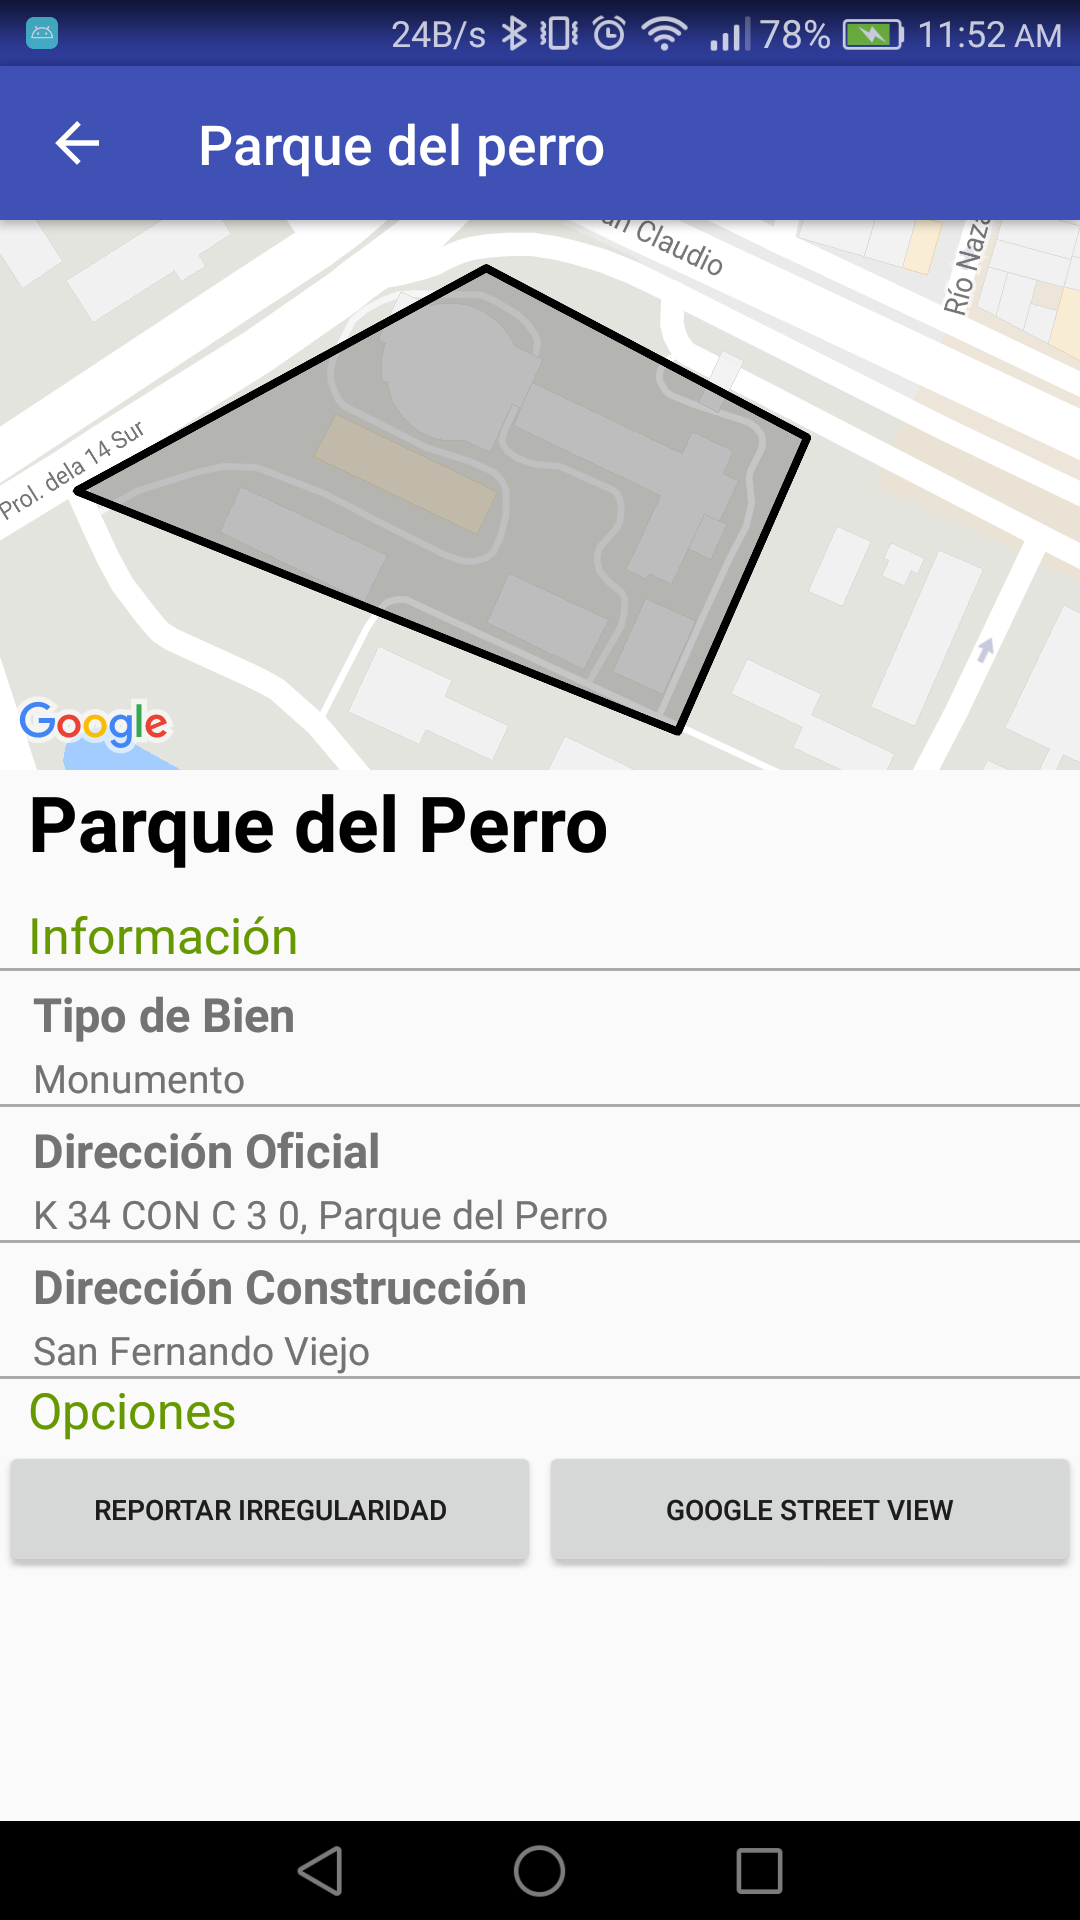 24B/s 78% 11:52 AM
Parque del perro
Claudio
Río
Prol. dela 14 Sur
Google
Parque del Perro
Información
Tipo de Bien
Monumento
Dirección Oficial
K 34 CON C 3 0, Parque del Perro
Dirección Construcción
San Fernando Viejo
Opciones
REPORTAR IRREGULARIDAD
GOOGLE STREET VIEW